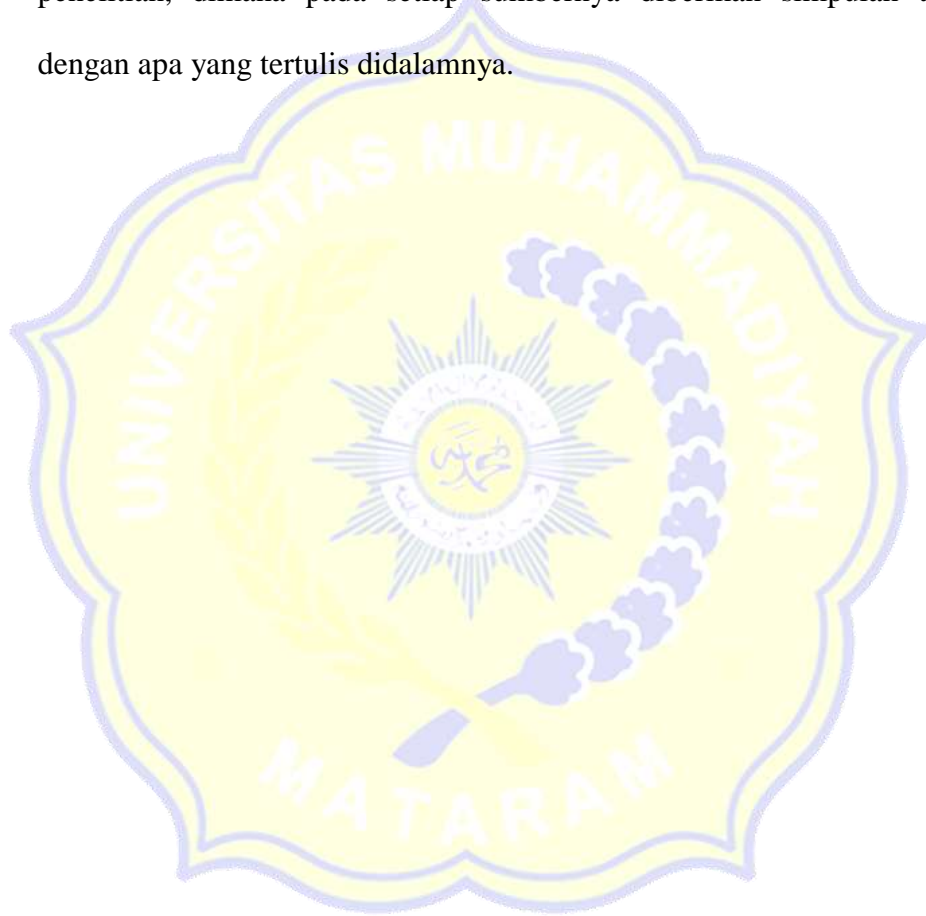 penelitian, dimana pada setiap sumbernya diberikan simpulan
dengan apa yang tertulis didalamnya.
UNIVERSITAS MUHAMMADIYAH
MATARAM